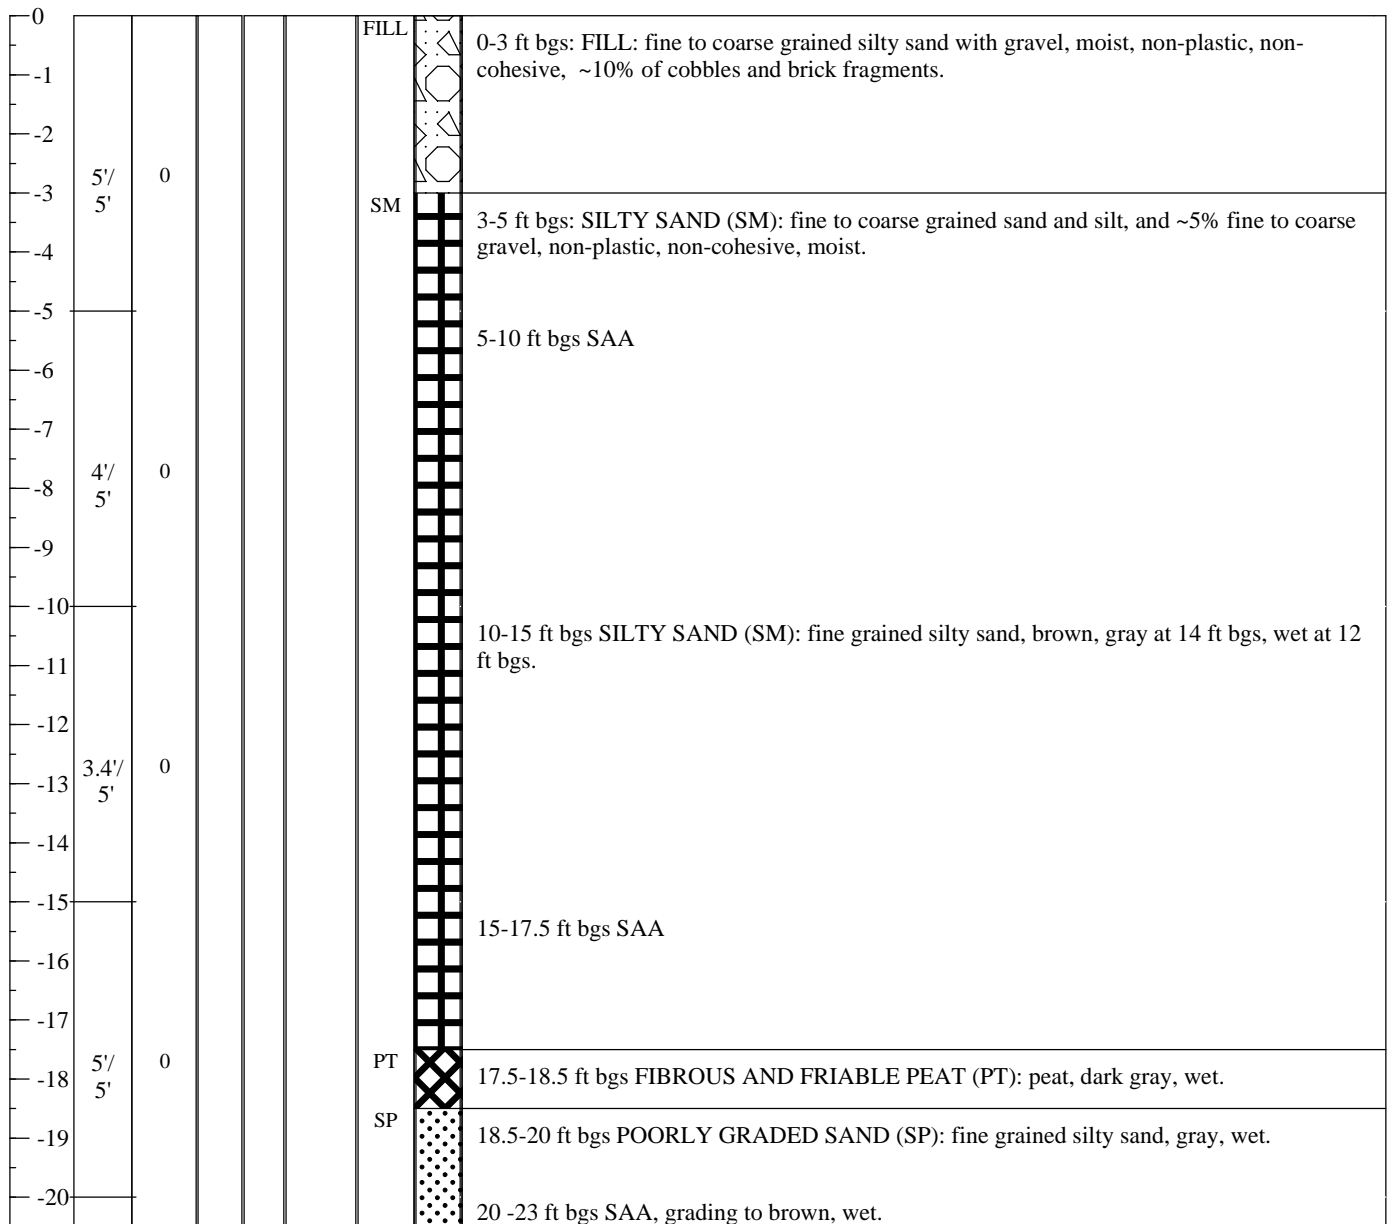 0
FILL
0-3 ft bgs: FILL: fine to coarse grained silty sand with gravel, moist, non-plastic, non-
cohesive,  ~10% of cobbles and brick fragments.
-1
-2
5'/
5'
0
-3
SM
3-5 ft bgs: SILTY SAND (SM): fine to coarse grained sand and silt, and ~5% fine to coarse
gravel, non-plastic, non-cohesive, moist.
-4
-5
5-10 ft bgs SAA
-6
-7
4'/
5'
0
-8
-9
-10
10-15 ft bgs SILTY SAND (SM): fine grained silty sand, brown, gray at 14 ft bgs, wet at 12
ft bgs.
-11
-12
3.4'/
5'
0
-13
-14
-15
15-17.5 ft bgs SAA
-16
-17
5'/
5'
0
PT
17.5-18.5 ft bgs FIBROUS AND FRIABLE PEAT (PT): peat, dark gray, wet.
-18
SP
18.5-20 ft bgs POORLY GRADED SAND (SP): fine grained silty sand, gray, wet.
-19
-20
20 -23 ft bgs SAA, grading to brown, wet.